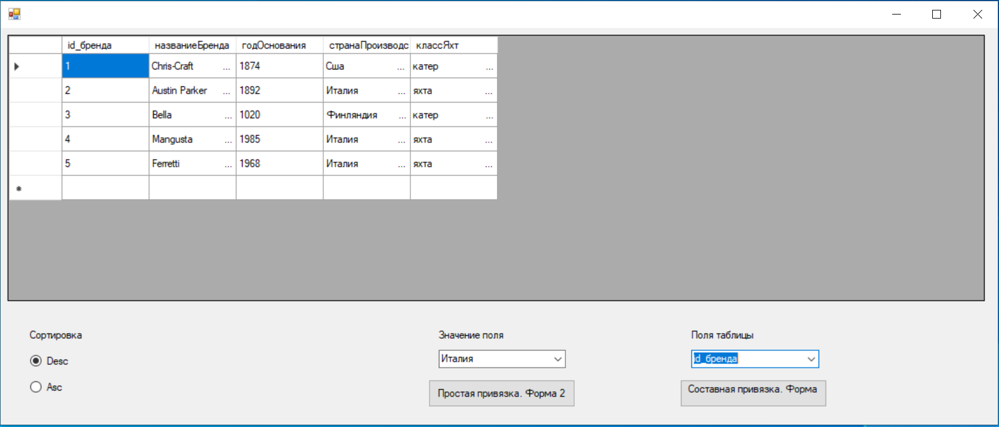 id_бренда названиеБренда годОснования странаПроизводс классЯхт
1 Chris-Craft ... 1874 Сша ... катер ...
2 Austin Parker ... 1892 Италия ... яхта ...
3 Bella ... 1020 Финляндия ... катер ...
4 Mangusta ... 1985 Италия ... яхта ...
5 Ferretti ... 1968 Италия ... яхта ...
Сортировка Значение поля Поля таблицы
Desc Италия id_бренда
Asc Простая привязка. Форма 2 Составная привязка. Форма